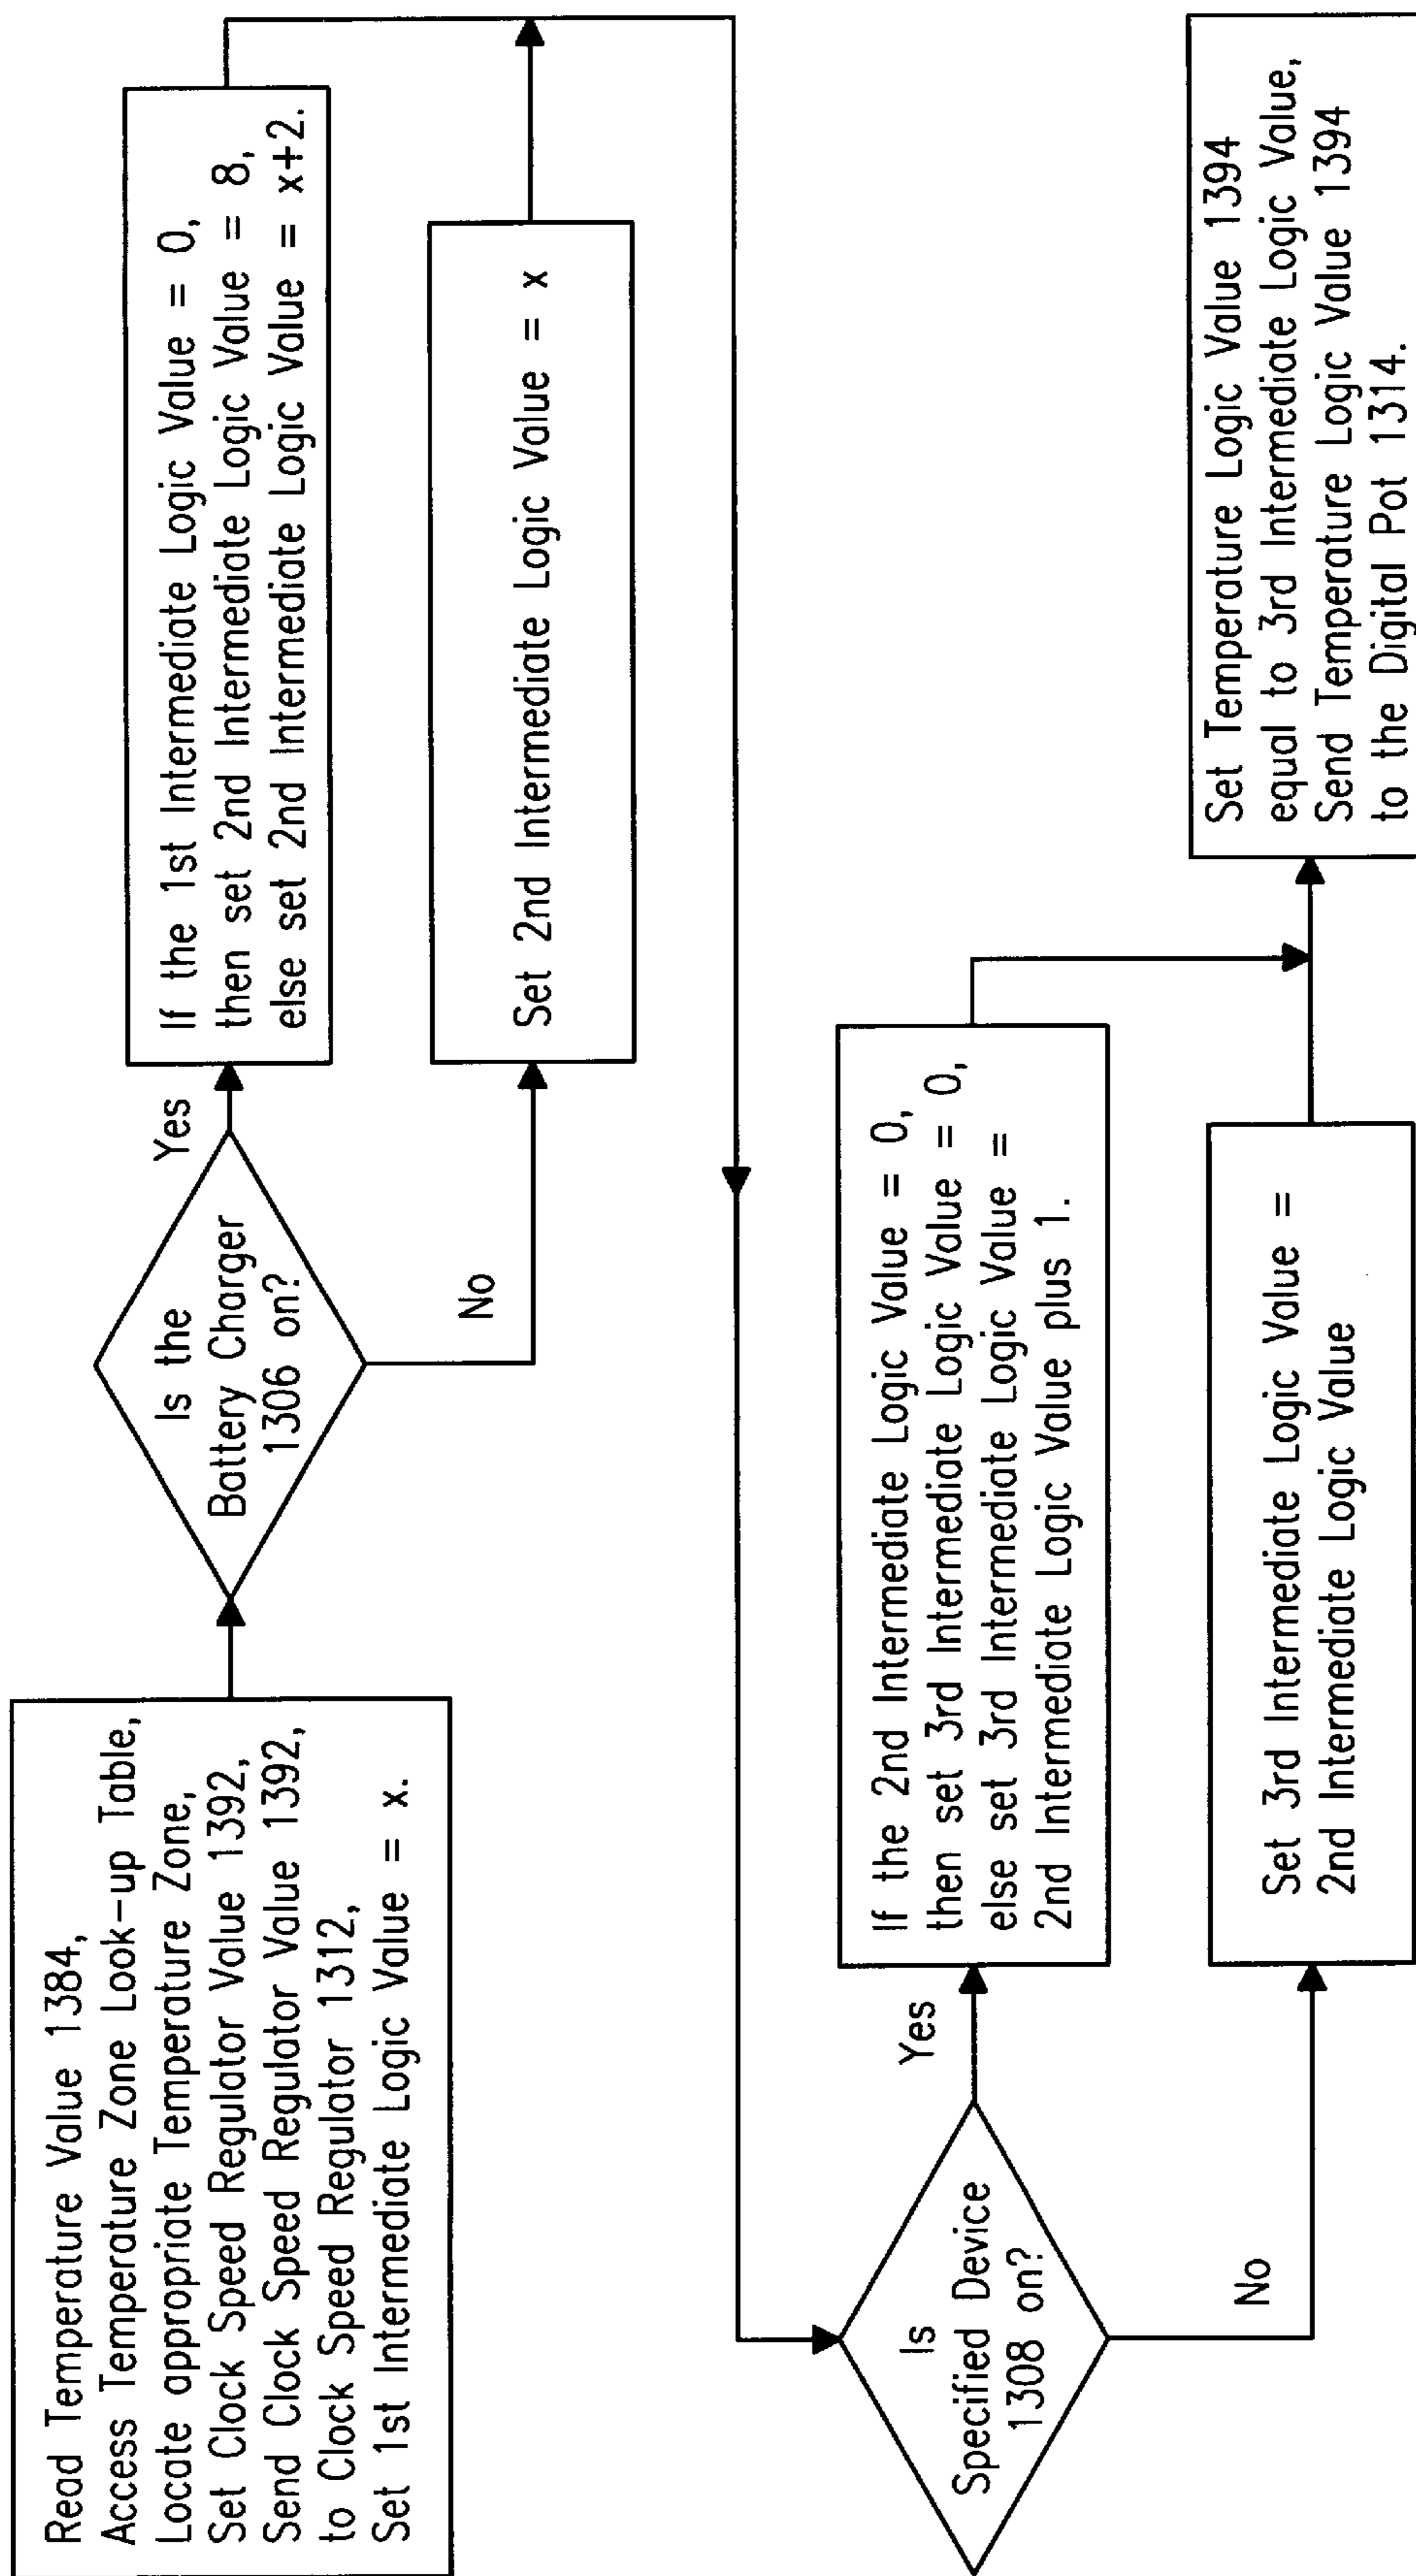 Read Temperature Value 1384,
Access Temperature Zone Look-up Table,
Locate appropriate Temperature Zone,
Set Clock Speed Regulator Value 1392,
Send Clock Speed Regulator Value 1392,
to Clock Speed Regulator 1312,
Set 1st Intermediate Logic Value = x.
Is the
Battery Charger
1306 on?
Yes
If the 1st Intermediate Logic Value = 0,
then set 2nd Intermediate Logic Value = 8,
else set 2nd Intermediate Logic Value = x+2.
No
Set 2nd Intermediate Logic Value = x
Is
Specified Device
1308 on?
Yes
If the 2nd Intermediate Logic Value = 0,
then set 3rd Intermediate Logic Value = 0,
else set 3rd Intermediate Logic Value =
2nd Intermediate Logic Value plus 1.
No
Set 3rd Intermediate Logic Value =
2nd Intermediate Logic Value
Set Temperature Logic Value 1394
equal to 3rd Intermediate Logic Value,
Send Temperature Logic Value 1394
to the Digital Pot 1314.